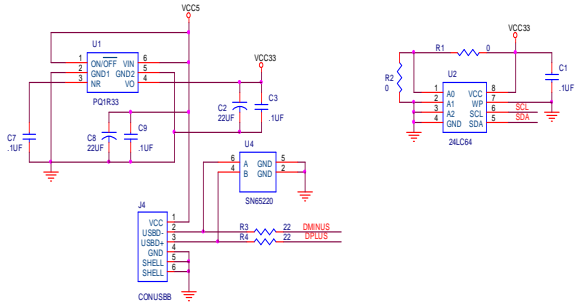 VCC5
VCC33
U1
1 ON/OFF VIN 6
2 GND1 GND2 5
3 NR VO 4
PQ1R33
VCC33
R1 0
R2
0
U2
C1
.1UF
1 A0 VCC 8
2 A1 WP 7
3 A2 SCL 6 SCL
4 GND SDA 5 SDA
24LC64
C2
22UF
C3
.1UF
C7
.1UF
C8
22UF
C9
.1UF
U4
6 A GND 5
4 B GND 2
SN65220
J4
VCC 1
USBD- 2
USBD+ 3
GND 4
SHELL 5
SHELL 6
CONUSBB
R3 22 DMINUS
R4 22 DPLUS